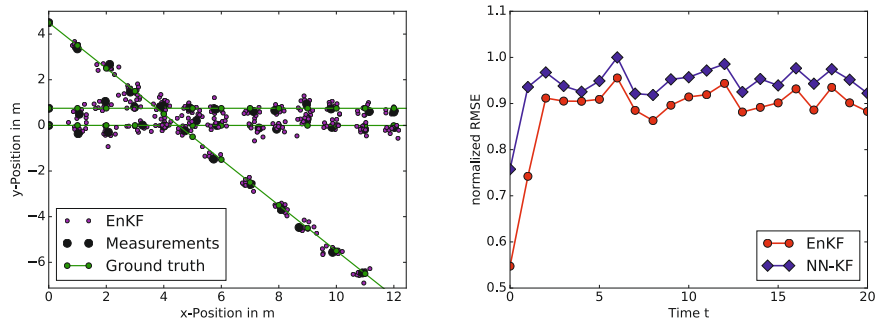 4
2
0
−2
−4
−6
0 2 4 6 8 10 12
y-Position in m
x-Position in m
EnKF
Measurements
Ground truth
1.0
0.9
0.8
0.7
0.6
0.5
0 5 10 15 20
normalized RMSE
Time t
EnKF
NN-KF